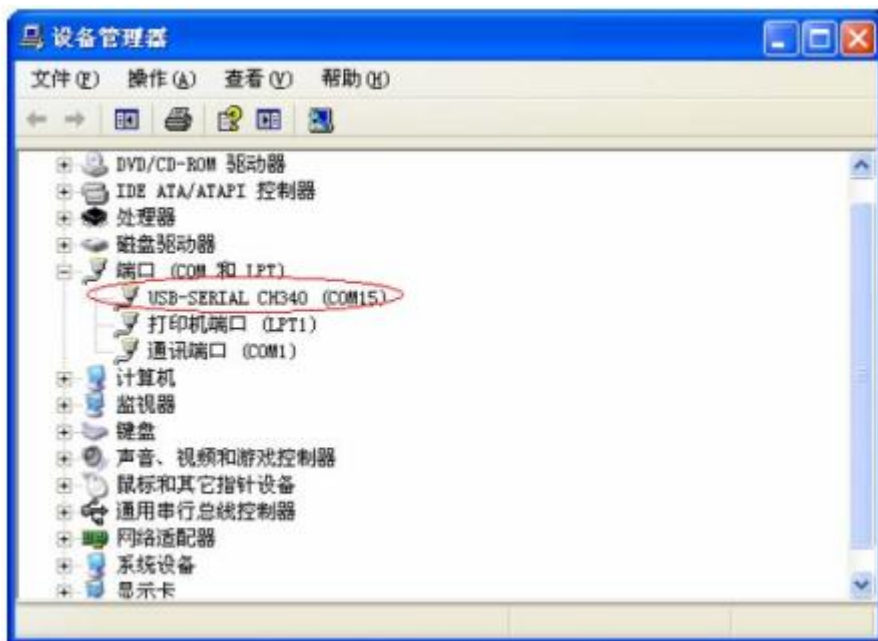 设备管理器
文件(F) 操作(A) 查看(V) 帮助(H)
DVD/CD-ROM 驱动器
IDE ATA/ATAPI 控制器
处理器
磁盘驱动器
端口 (COM 和 LPT)
USB-SERIAL CH340 (COM15)
打印机端口 (LPT1)
通讯端口 (COM1)
计算机
监视器
键盘
声音、视频和游戏控制器
鼠标和其它指针设备
通用串行总线控制器
网络适配器
系统设备
显示卡